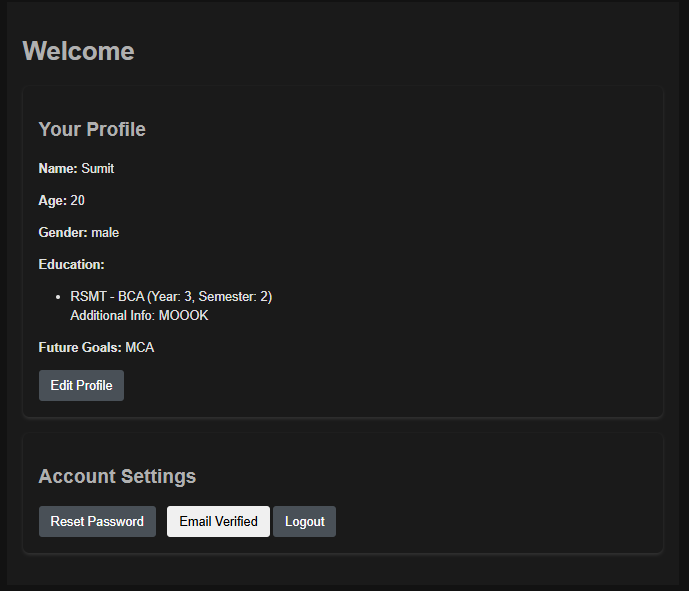 Welcome
Your Profile
Name: Sumit
Age: 20
Gender: male
Education:
• RSMT - BCA (Year: 3, Semester: 2)
Additional Info: MOOOK
Future Goals: MCA
Edit Profile
Account Settings
Reset Password Email Verified Logout